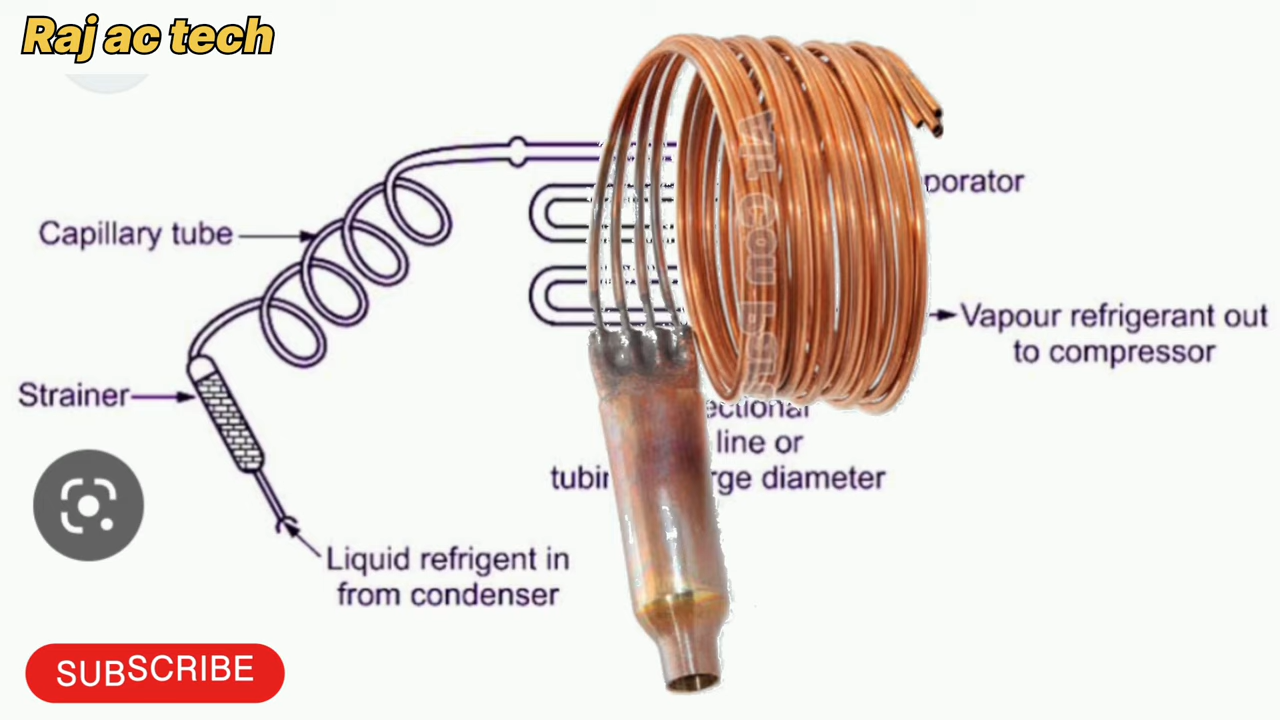 Raj ac tech
porator
Capillary tube
Vapour refrigerant out
to compressor
Strainer
ectional
line or
tubin rge diameter
Liquid refrigent in
from condenser
SUBSCRIBE